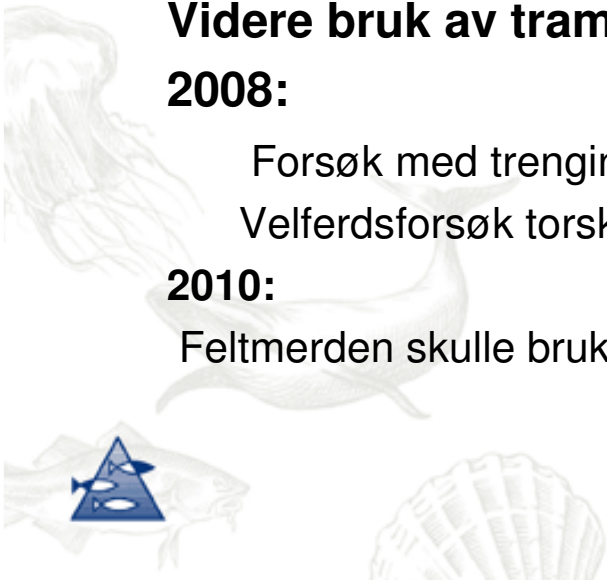 Videre bruk av tram
2008:
Forsøk med trengin
Velferdsforsøk torsk
2010:
Feltmerden skulle bruk